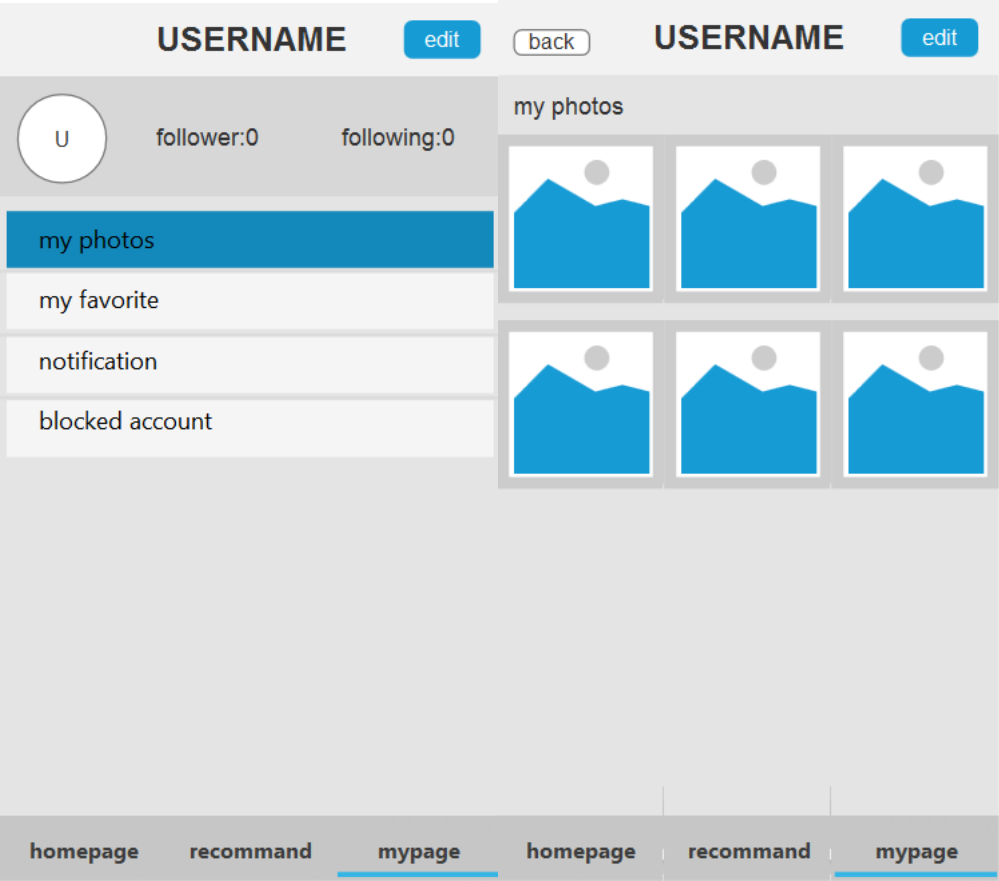 USERNAME
edit
U
follower:0
following:0
my photos
my favorite
notification
blocked account
homepage
recommand
mypage
back
USERNAME
edit
my photos
homepage
recommand
mypage